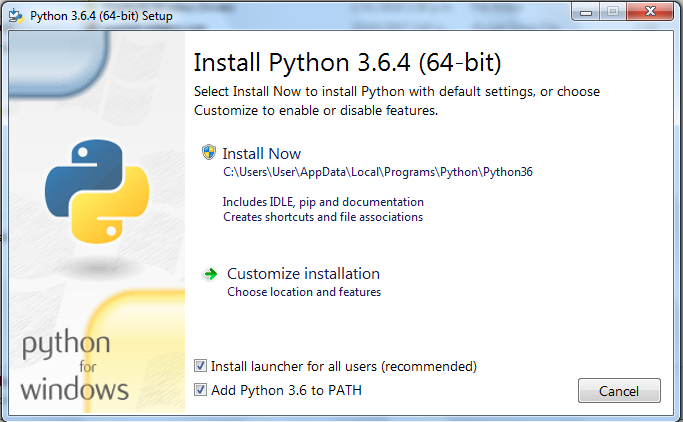 Python 3.6.4 (64-bit) Setup
Install Python 3.6.4 (64-bit)
Select Install Now to install Python with default settings, or choose
Customize to enable or disable features.
Install Now
C:\Users\User\AppData\Local\Programs\Python\Python36
Includes IDLE, pip and documentation
Creates shortcuts and file associations
Customize installation
Choose location and features
python
for
windows
Install launcher for all users (recommended)
Add Python 3.6 to PATH
Cancel